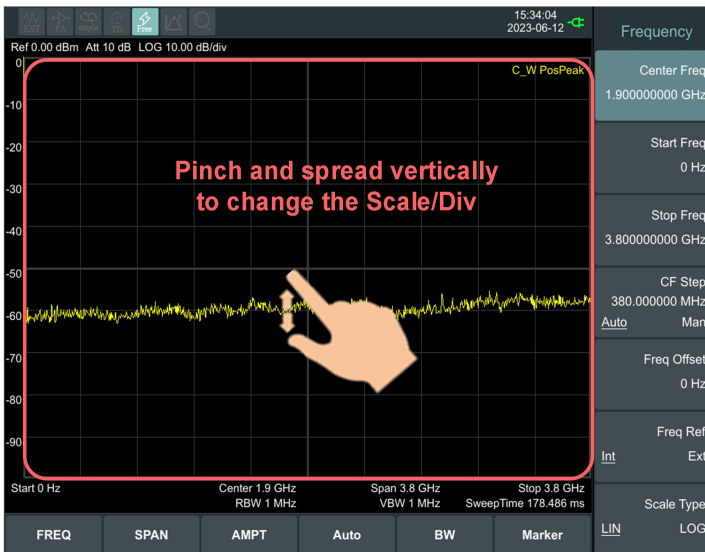 EXT PA angle TG Free
15:34:04
2023-06-12
Ref 0.00 dBm Att 10 dB LOG 10.00 dB/div
0
C_W PosPeak
-10
-20
-30
-40
-50
-60
-70
-80
-90
Pinch and spread vertically
to change the Scale/Div
Start 0 Hz Center 1.9 GHz Span 3.8 GHz Stop 3.8 GHz
RBW 1 MHz VBW 1 MHz SweepTime 178.486 ms
FREQ SPAN AMPT Auto BW Marker
Frequency
Center Freq
1.900000000 GHz
Start Freq
0 Hz
Stop Freq
3.800000000 GHz
CF Step
380.000000 MHz
Auto Man
Freq Offset
0 Hz
Freq Ref
Int Ext
Scale Type
LIN LOG